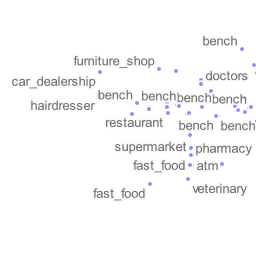 bench
furniture_shop
doctors
car_dealership
bench bench bench bench
hairdresser
restaurant bench bench
supermarket pharmacy
fast_food atm
fast_food veterinary